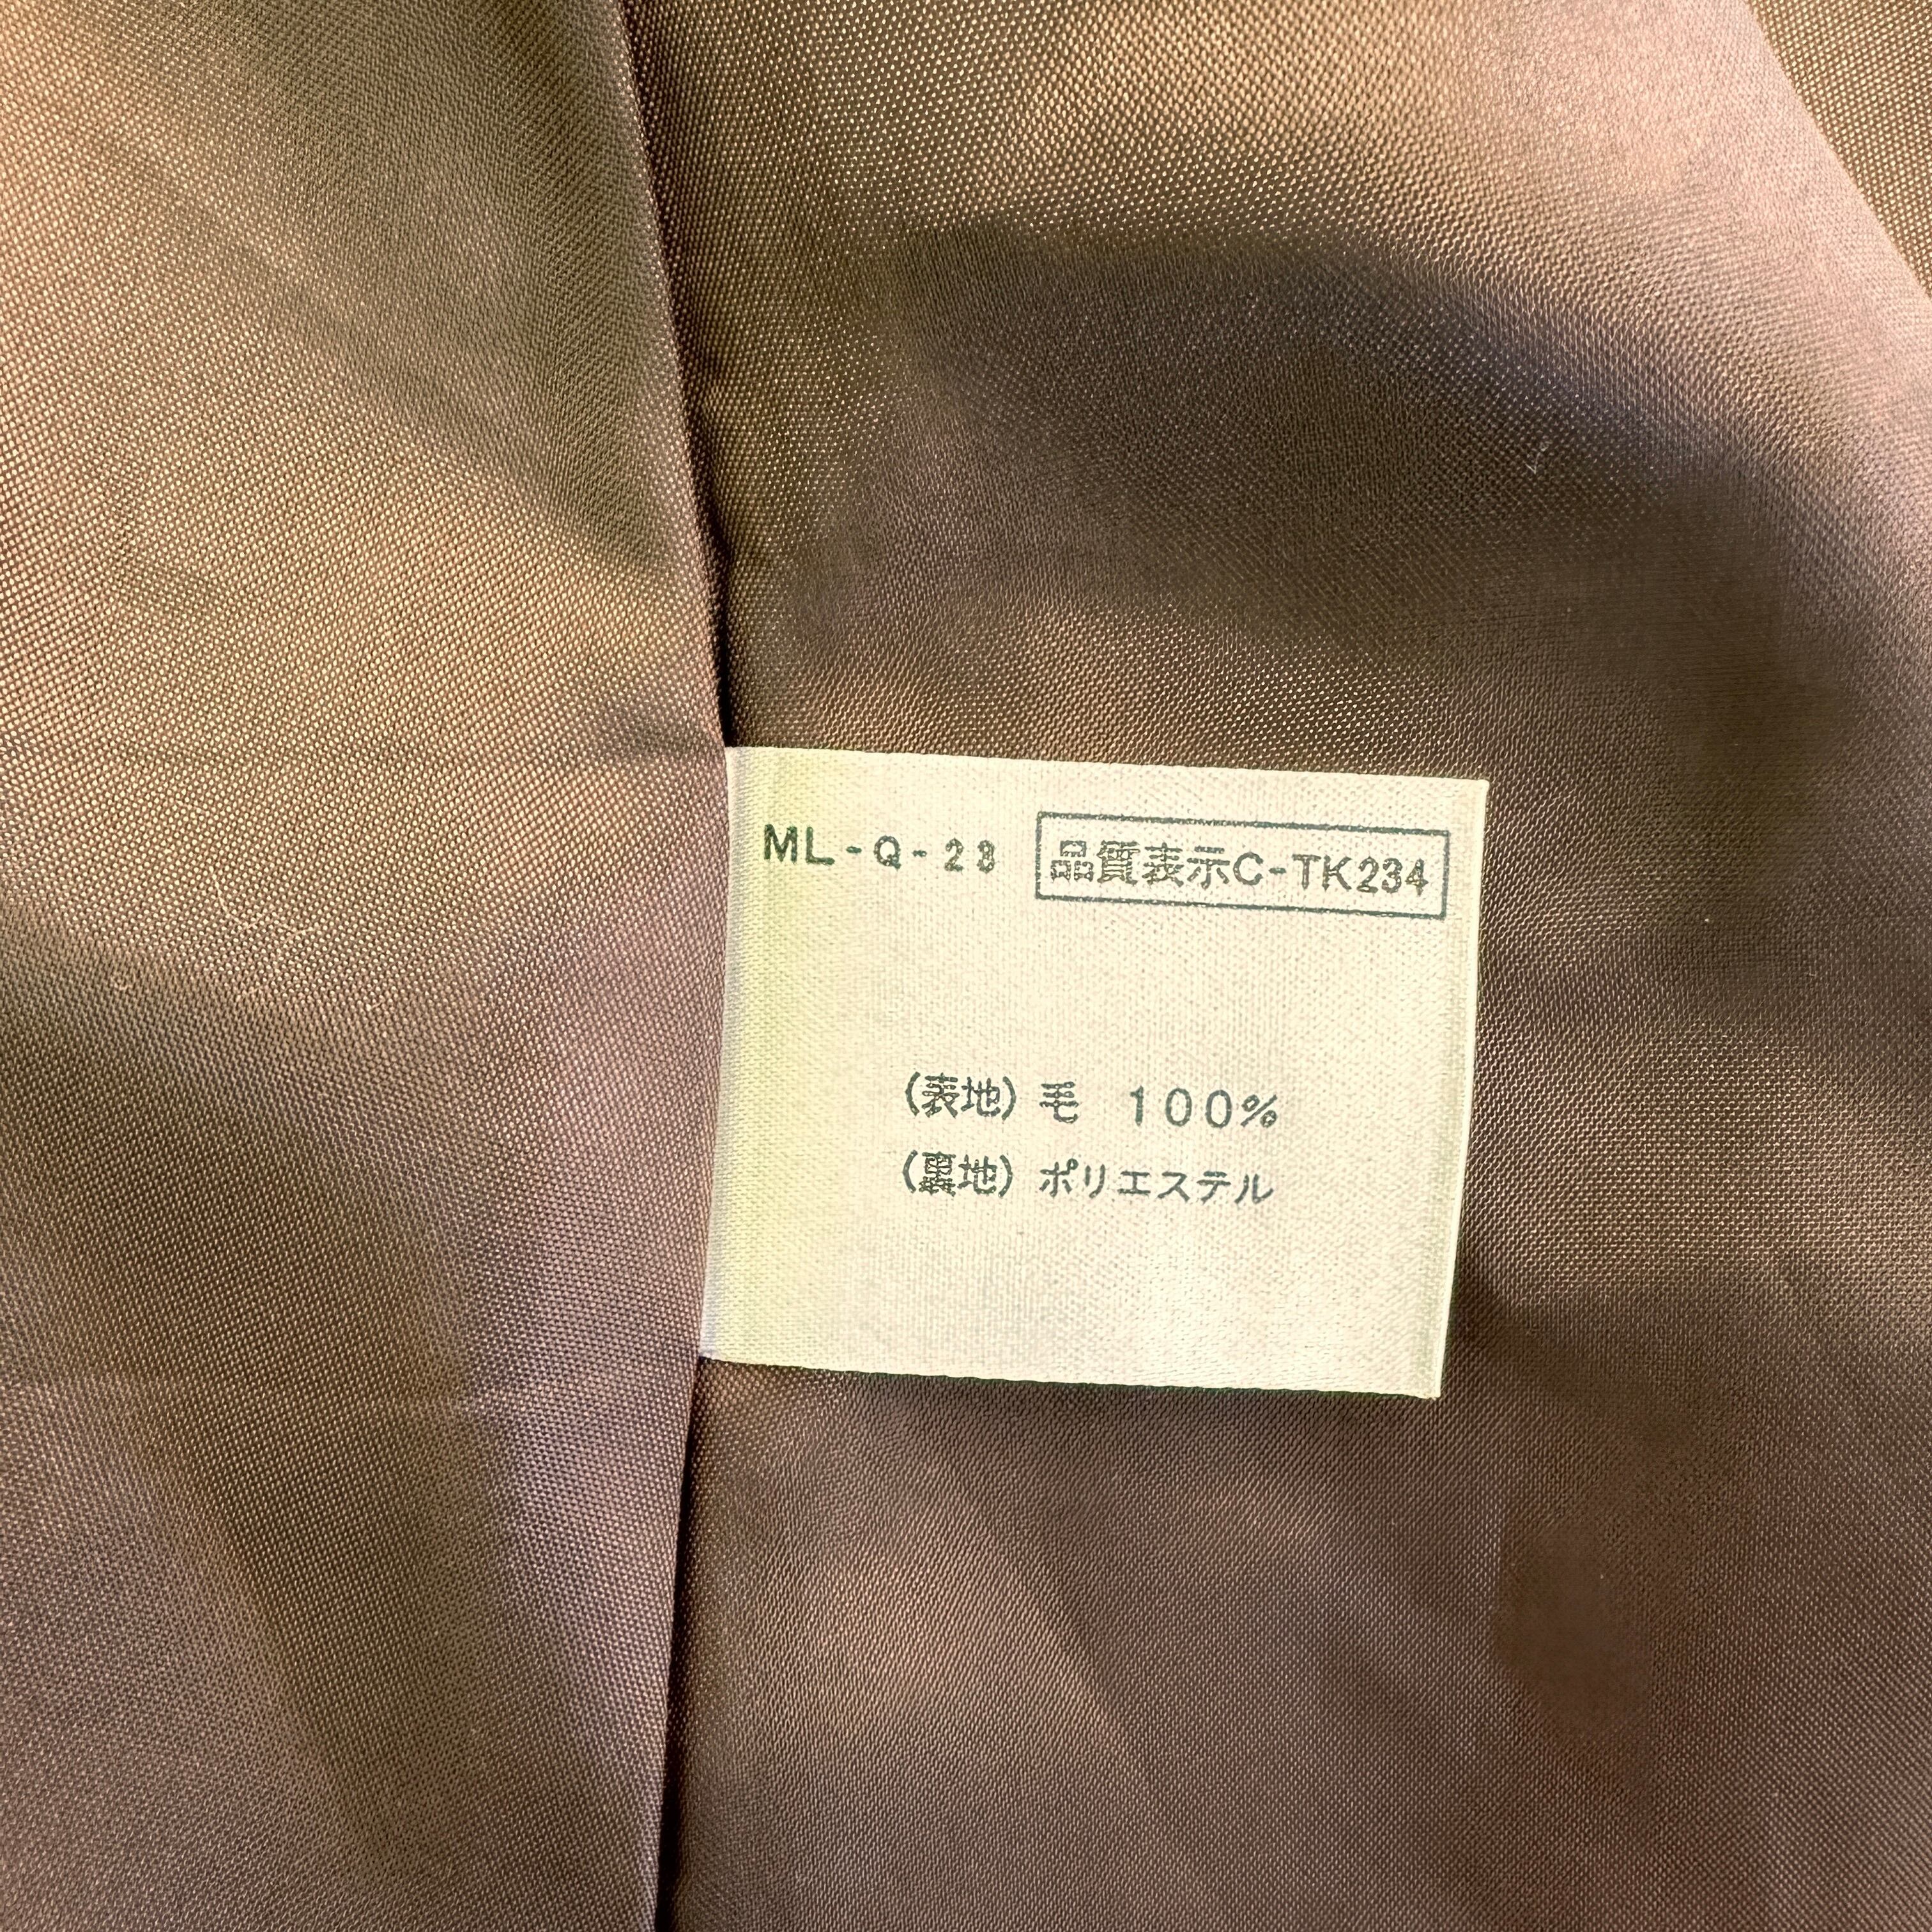 ML-Q-23 品質表示C-TK234
(表地) 毛 100%
(裏地) ポリエステル